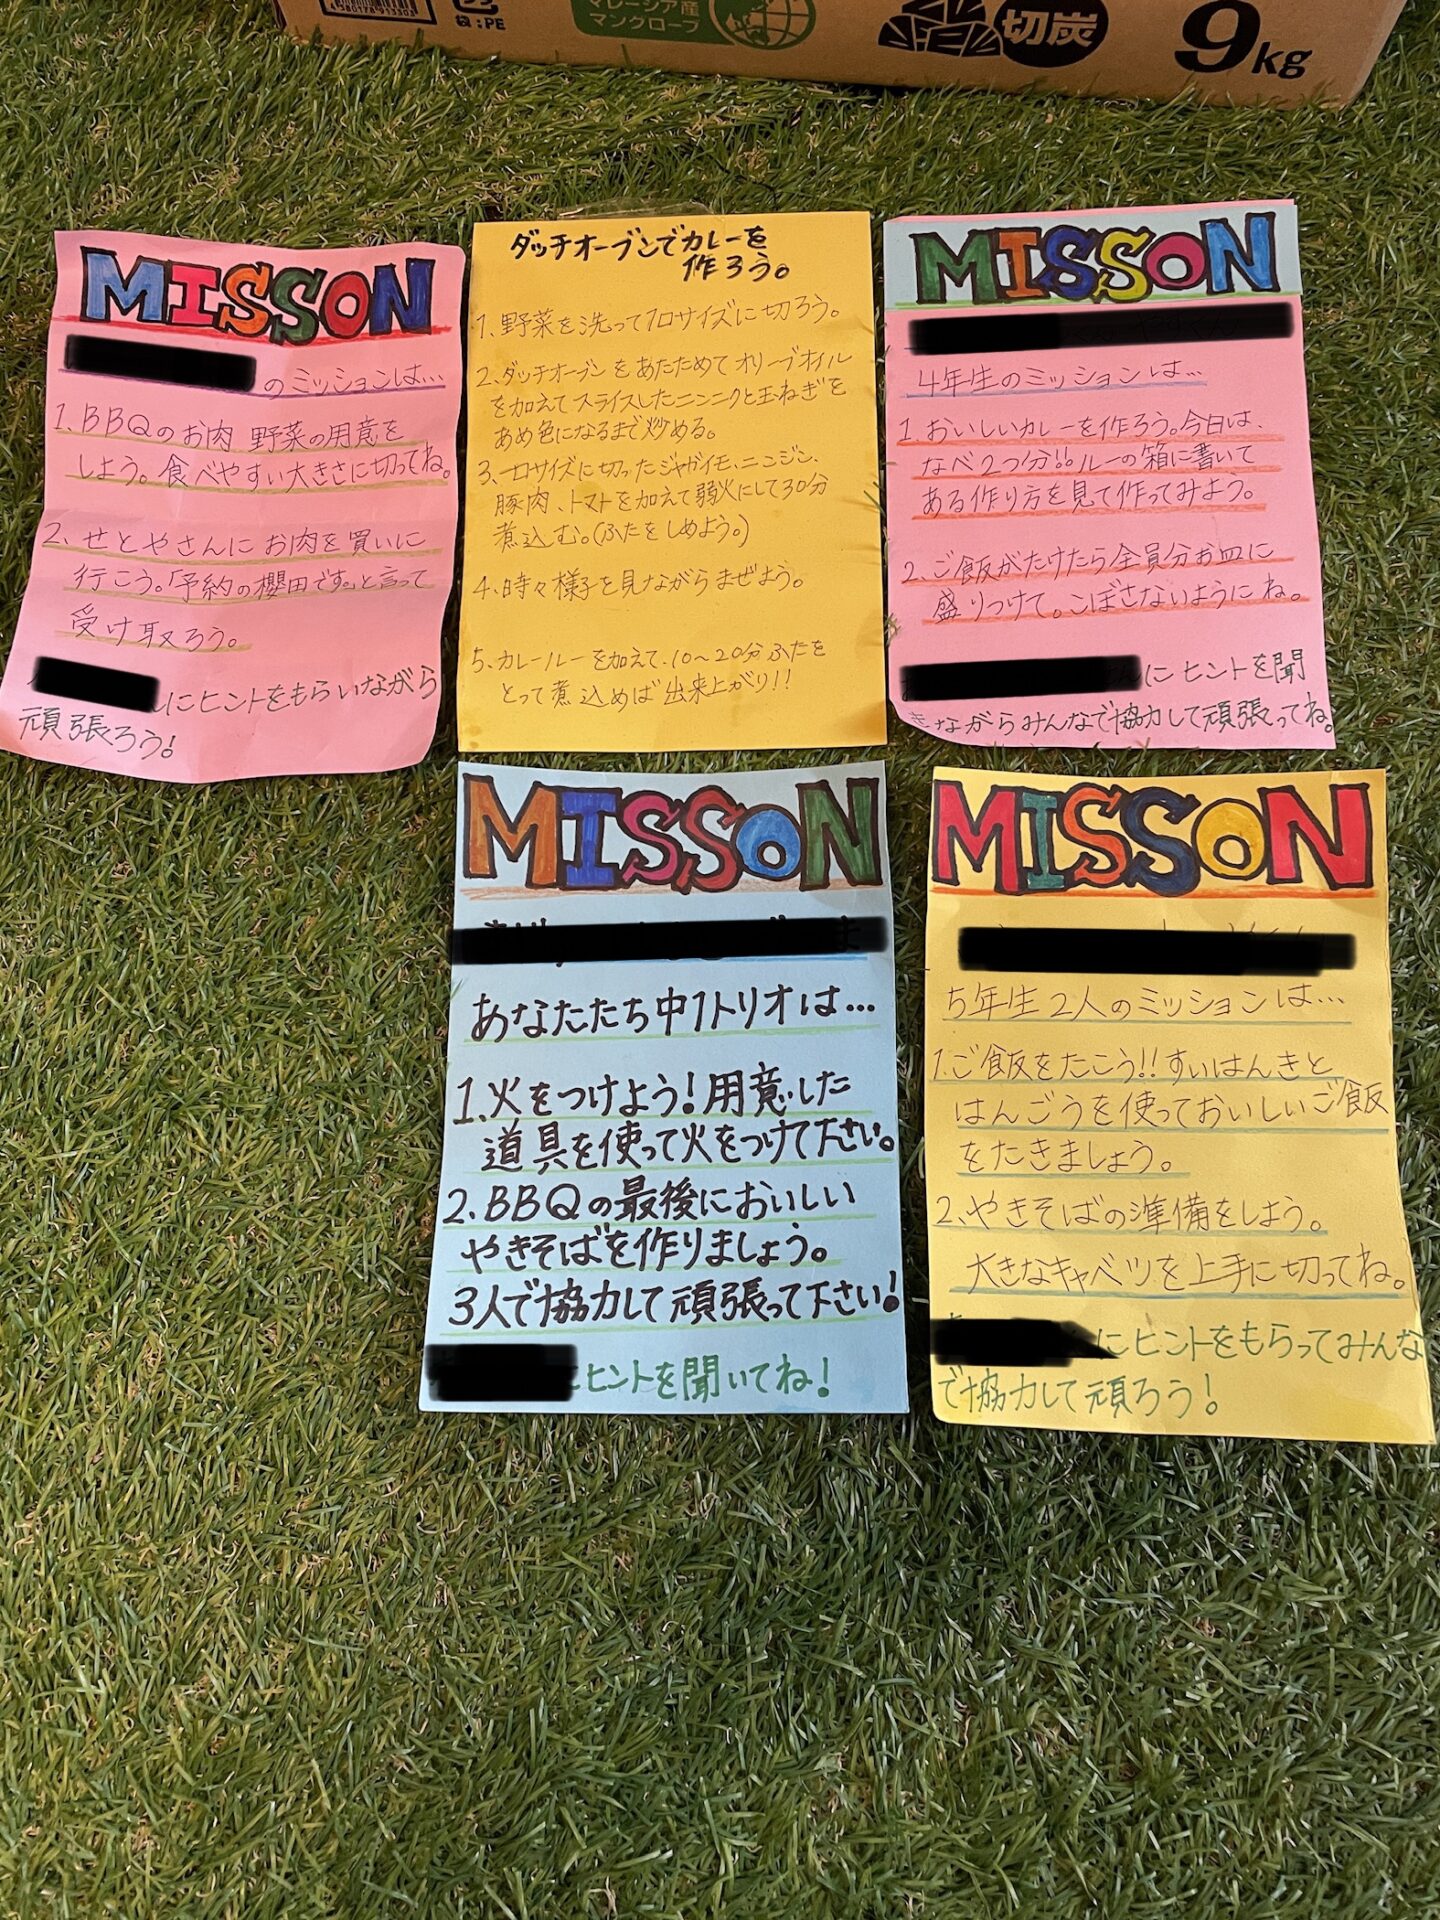 4580178913303
袋:PE
マレーシア産
マングローブ
切炭
9kg
MISSON
のミッションは…
1. BBQのお肉 野菜の用意を
しよう。食べやすい大きさに切ってね。
2. せとやさんにお肉を買いに
行こう。「予約の櫻田です。」と言って
受け取ろう。
にヒントをもらいながら
頑張ろう!
ダッチオーブンでカレーを
作ろう。
1. 野菜を洗って1口サイズに切ろう。
2. ダッチオーブンをあたためてオリーブオイル
を加えてスライスしたニンニクと玉ねぎを
あめ色になるまで炒める。
3. 一口サイズに切ったジャガイモ、ニンジン、
豚肉、トマトを加えて弱火にして30分
煮込む。(ふたをしめよう。)
4. 時々様子を見ながらまぜよう。
5. カレールーを加えて、10〜20分ふたを
とって煮込めば出来上がり!!
MISSON
4年生のミッションは…
1. おいしいカレーを作ろう。今日は、
なべ2つ分!!ルーの箱に書いて
ある作り方を見て作ってみよう。
2. ご飯がたけたら全員分お皿に
盛りつけて。こぼさないようにね。
にヒントを聞
きながらみんなで協力して頑張ってね。
MISSON
あなたたち中1トリオは…
1. 火をつけよう!用意した
道具を使って火をつけて下さい。
2. BBQの最後においしい
やきそばを作りましょう。
3人で協力して頑張って下さい!
にヒントを聞いてね!
MISSON
5年生2人のミッションは…
1. ご飯をたこう!!すいはんきと
はんごうを使っておいしいご飯
をたきましょう。
2. やきそばの準備をしよう。
大きなキャベツを上手に切ってね。
にヒントをもらってみんな
で協力して頑ろう!